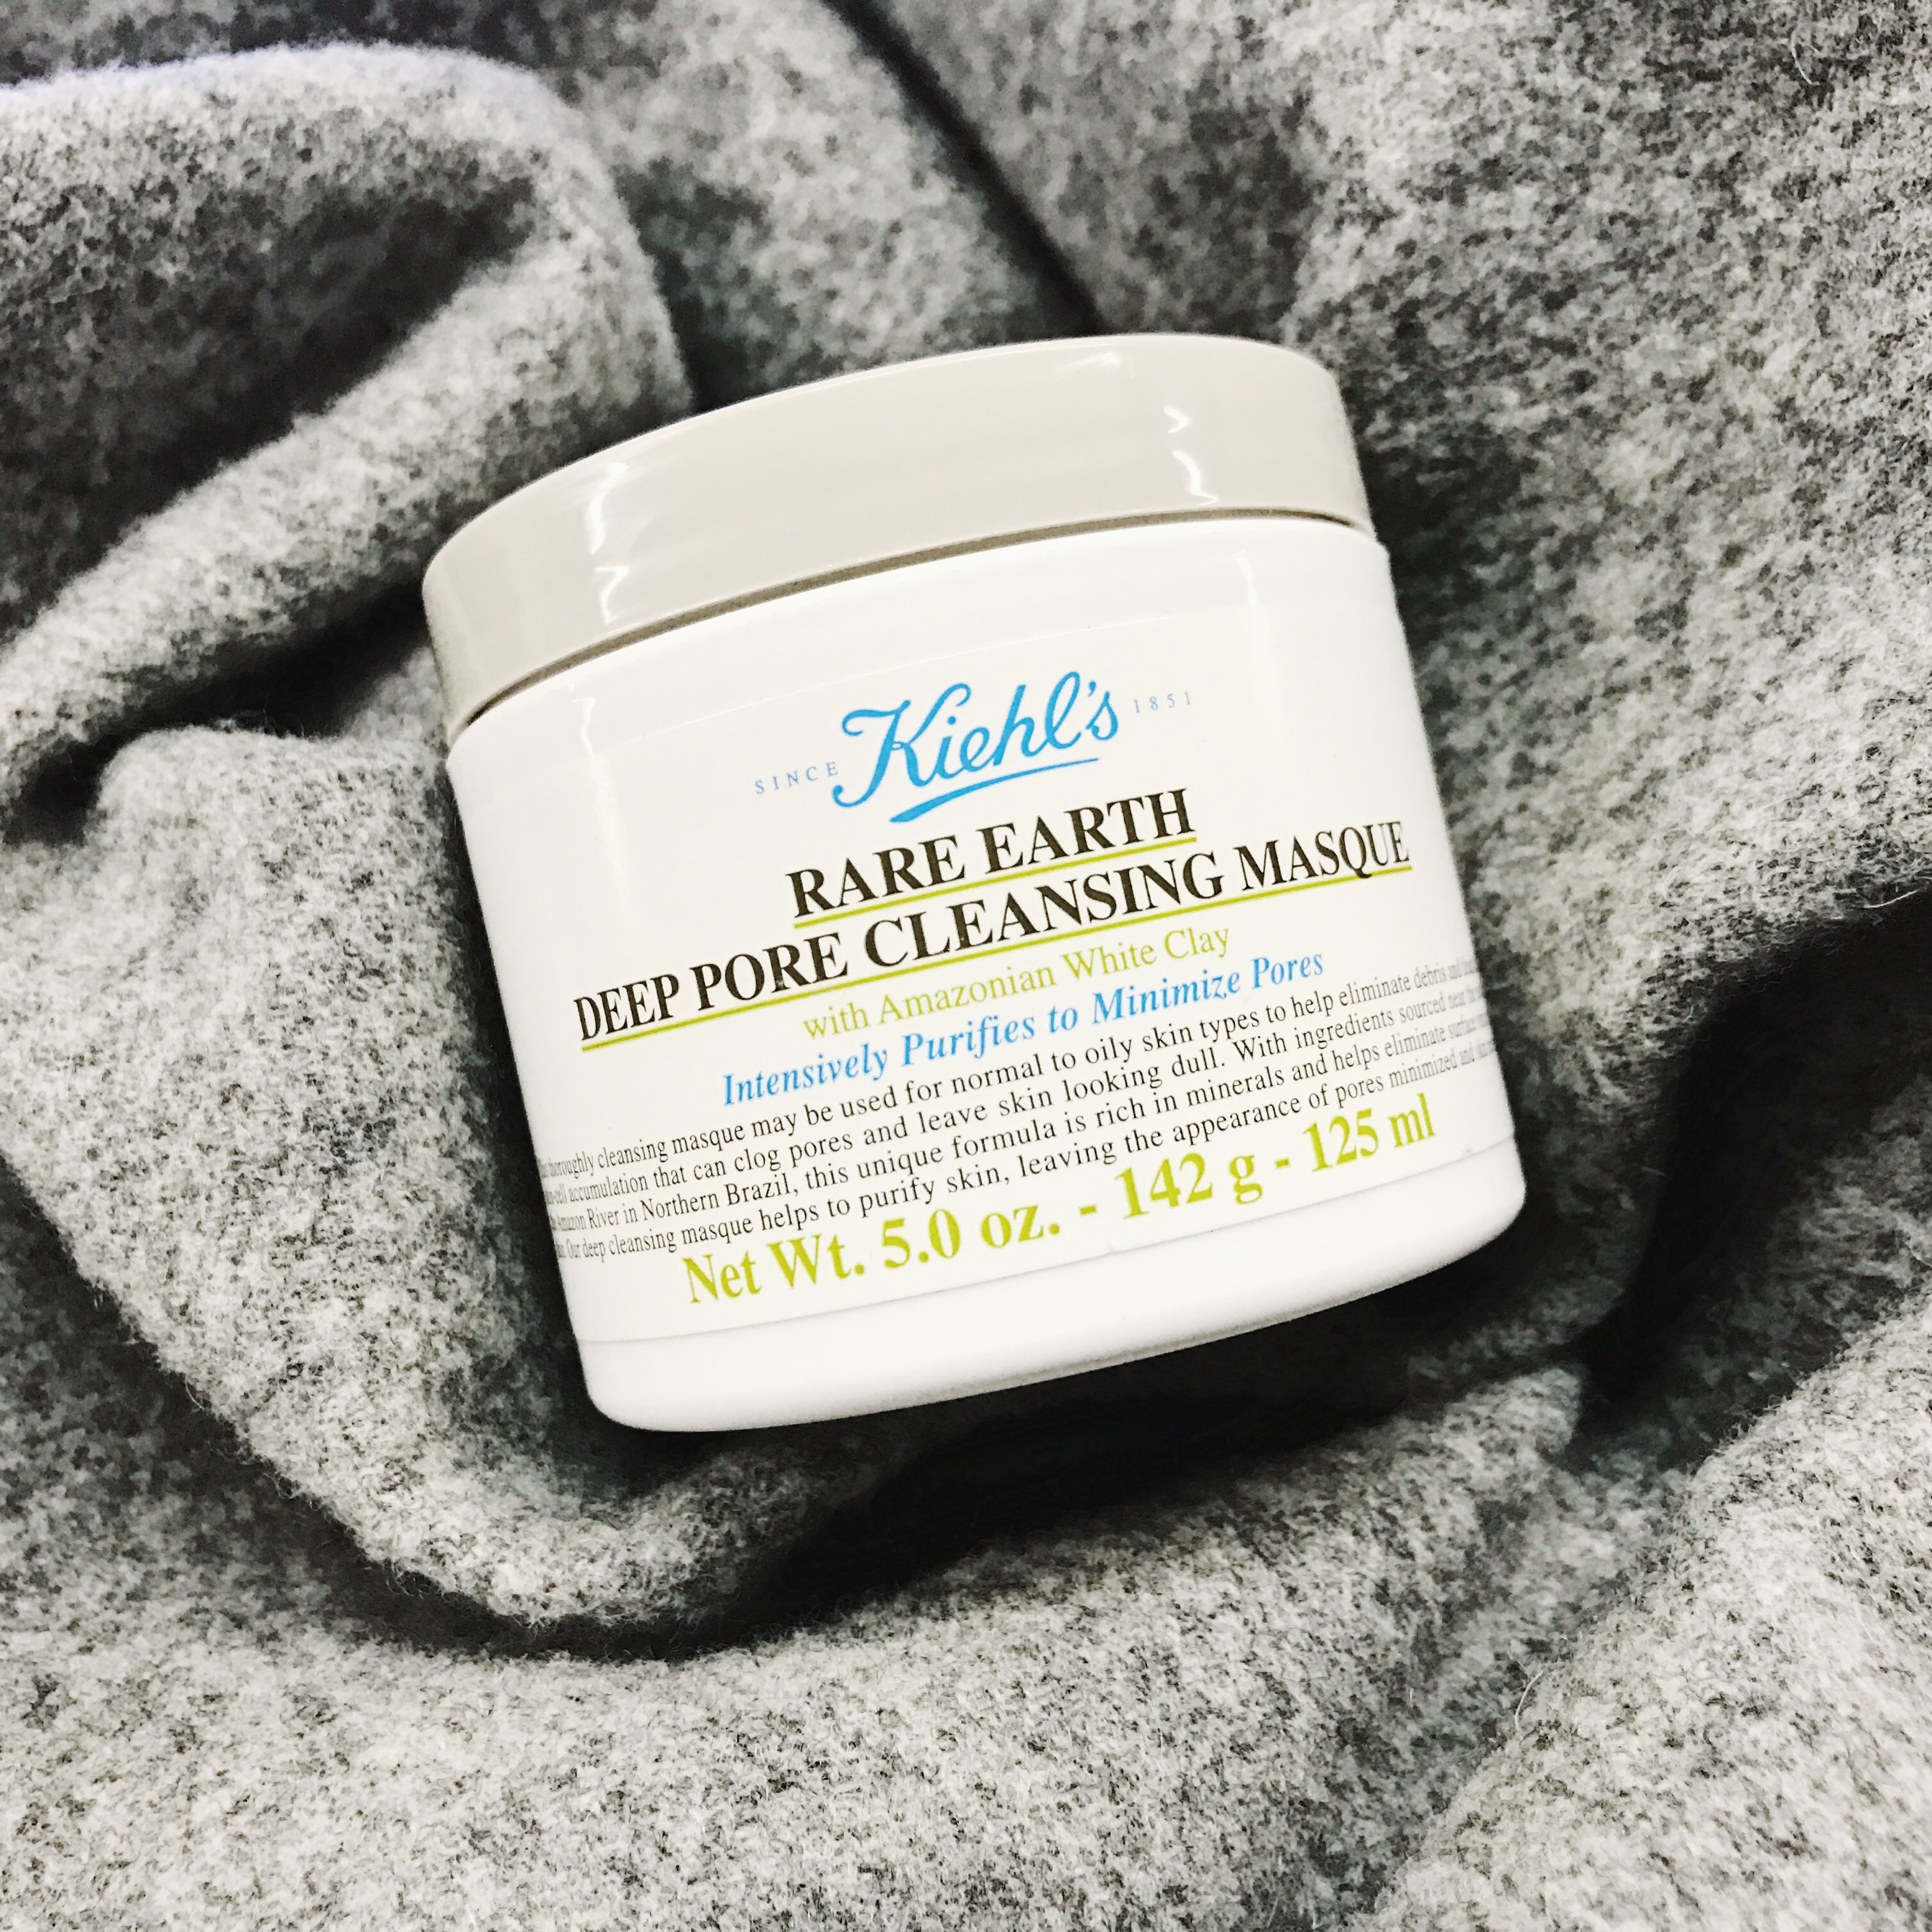 SINCE Kiehl's 1851
RARE EARTH
DEEP PORE CLEANSING MASQUE
with Amazonian White Clay
Intensively Purifies to Minimize Pores
thoroughly cleansing masque may be used for normal to oily skin types to help eliminate debris and
accumulation that can clog pores and leave skin looking dull. With ingredients sourced near
Amazon River in Northern Brazil, this unique formula is rich in minerals and helps eliminate
Our deep cleansing masque helps to purify skin, leaving the appearance of pores minimized and
Net Wt. 5.0 oz. - 142 g - 125 ml